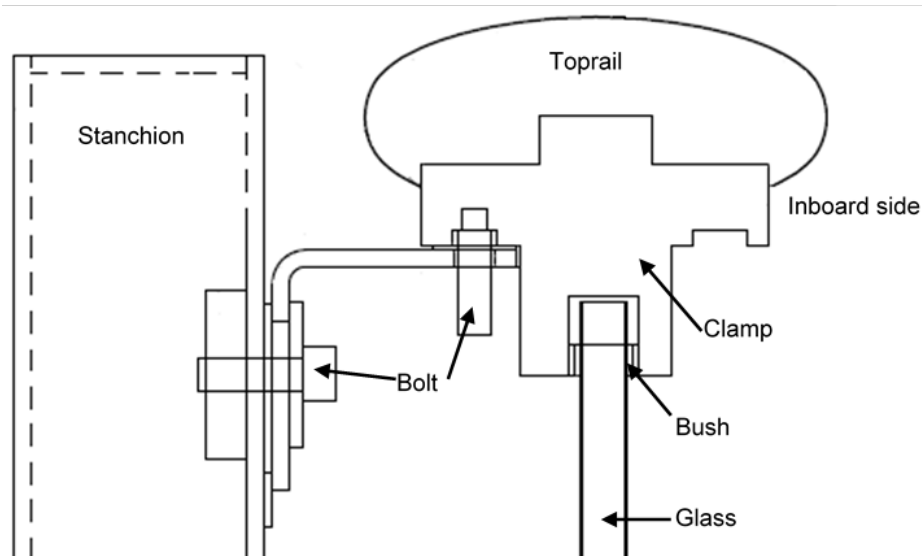 Toprail
Stanchion
Inboard side
Clamp
Bolt
Bush
Glass